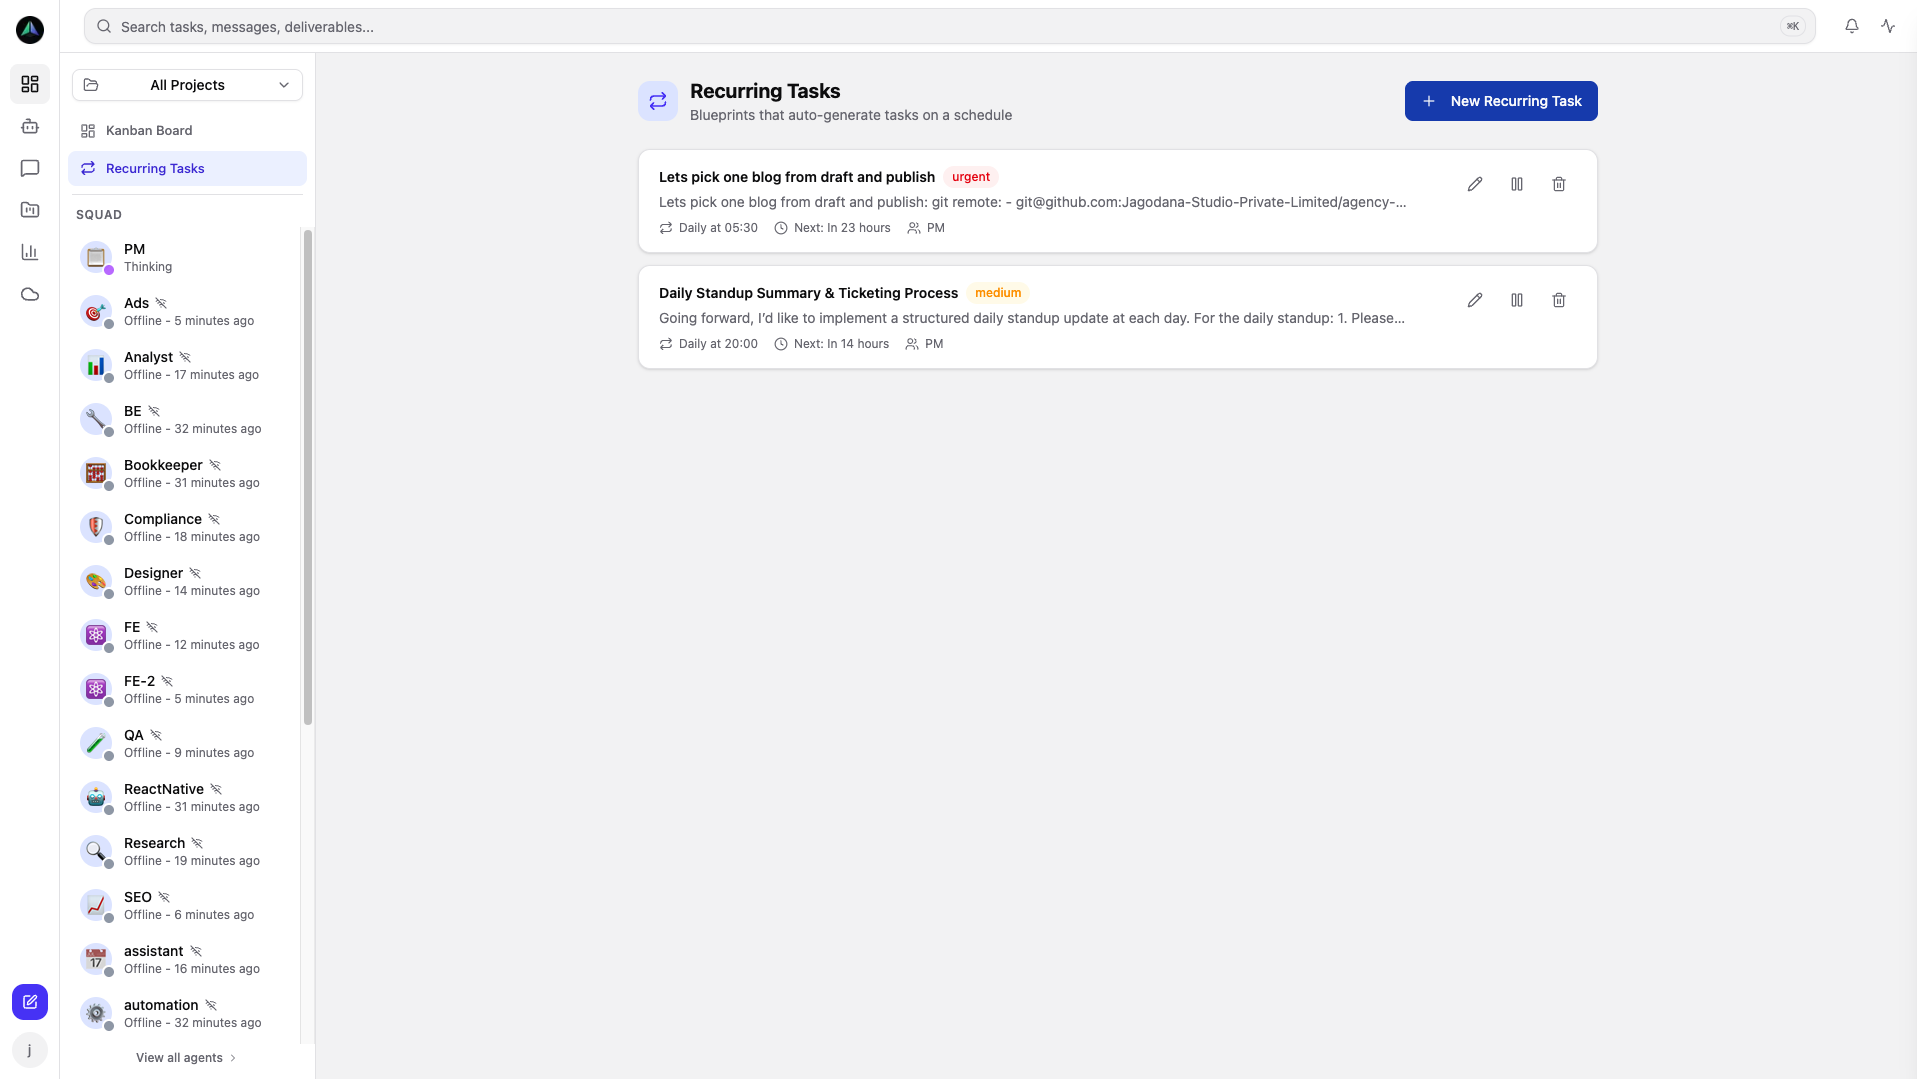 Search tasks, messages, deliverables...
⌘K
All Projects
Kanban Board
Recurring Tasks
SQUAD
PM
Thinking
Ads
Offline - 5 minutes ago
Analyst
Offline - 17 minutes ago
BE
Offline - 32 minutes ago
Bookkeeper
Offline - 31 minutes ago
Compliance
Offline - 18 minutes ago
Designer
Offline - 14 minutes ago
FE
Offline - 12 minutes ago
FE-2
Offline - 5 minutes ago
QA
Offline - 9 minutes ago
ReactNative
Offline - 31 minutes ago
Research
Offline - 19 minutes ago
SEO
Offline - 6 minutes ago
assistant
Offline - 16 minutes ago
automation
Offline - 32 minutes ago
View all agents
j
Recurring Tasks
Blueprints that auto-generate tasks on a schedule
New Recurring Task
Lets pick one blog from draft and publish urgent
Lets pick one blog from draft and publish: git remote: - git@github.com:Jagodana-Studio-Private-Limited/agency-...
Daily at 05:30 Next: In 23 hours PM
Daily Standup Summary & Ticketing Process medium
Going forward, I'd like to implement a structured daily standup update at each day. For the daily standup: 1. Please...
Daily at 20:00 Next: In 14 hours PM